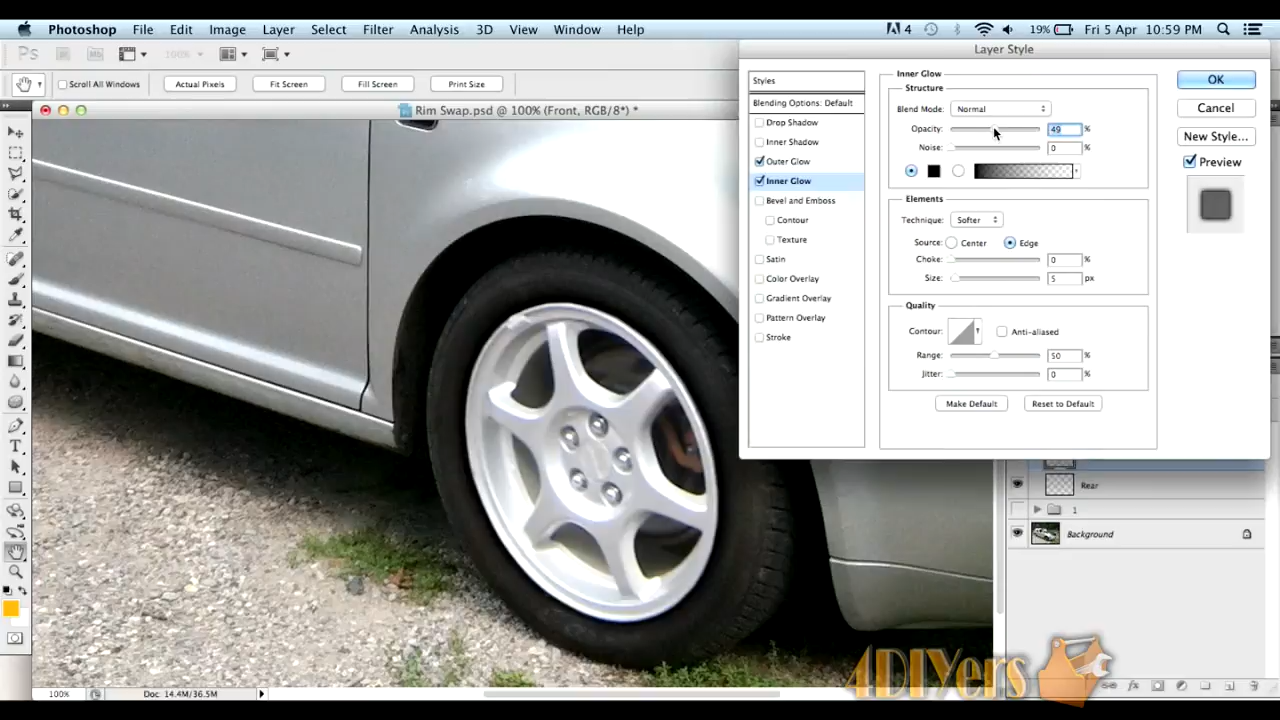 Photoshop File Edit Image Layer Select Filter Analysis 3D View Window Help 4 19% Fri 5 Apr 10:59 PM
Ps Mb 100%
Scroll All Windows Actual Pixels Fit Screen Fill Screen Print Size
Rim Swap.psd @ 100% (Front, RGB/8*) *
Layer Style
Styles
Blending Options: Default
Drop Shadow
Inner Shadow
Outer Glow
Inner Glow
Bevel and Emboss
Contour
Texture
Satin
Color Overlay
Gradient Overlay
Pattern Overlay
Stroke
Inner Glow
Structure
Blend Mode: Normal
Opacity: 49 %
Noise: 0 %
Elements
Technique: Softer
Source: Center Edge
Choke: 0 %
Size: 5 px
Quality
Contour: Anti-aliased
Range: 50 %
Jitter: 0 %
Make Default Reset to Default
OK
Cancel
New Style...
Preview
Rear
1
Background
4DIYers
fx
100% Doc: 14.4M/36.5M